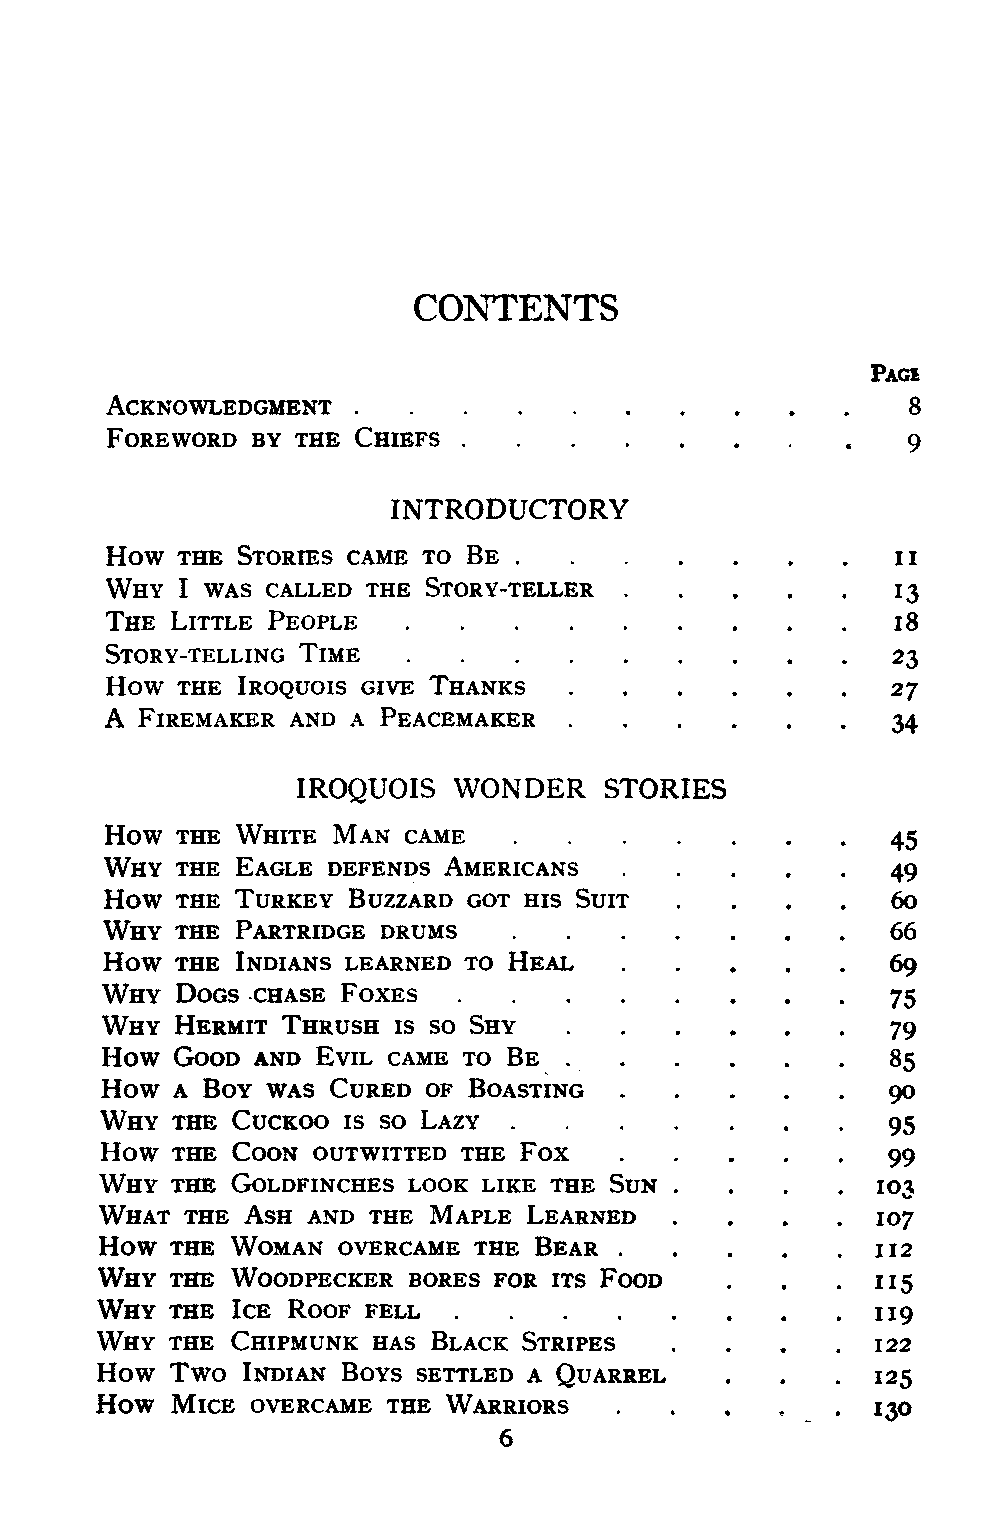 CONTENTS
PAGE
ACKNOWLEDGMENT . . . . . . . . . . 8
FOREWORD BY THE CHIEFS . . . . . . . . 9
INTRODUCTORY
HOW THE STORIES CAME TO BE . . . . . . . 11
WHY I WAS CALLED THE STORY-TELLER . . . . . 13
THE LITTLE PEOPLE . . . . . . . . . 18
STORY-TELLING TIME . . . . . . . . . 23
HOW THE IROQUOIS GIVE THANKS . . . . . . 27
A FIREMAKER AND A PEACEMAKER . . . . . . 34
IROQUOIS WONDER STORIES
HOW THE WHITE MAN CAME . . . . . . . 45
WHY THE EAGLE DEFENDS AMERICANS . . . . . 49
HOW THE TURKEY BUZZARD GOT HIS SUIT . . . . 60
WHY THE PARTRIDGE DRUMS . . . . . . . 66
HOW THE INDIANS LEARNED TO HEAL . . . . . 69
WHY DOGS CHASE FOXES . . . . . . . . 75
WHY HERMIT THRUSH IS SO SHY . . . . . . 79
HOW GOOD AND EVIL CAME TO BE . . . . . . 85
HOW A BOY WAS CURED OF BOASTING . . . . . 90
WHY THE CUCKOO IS SO LAZY . . . . . . . 95
HOW THE COON OUTWITTED THE FOX . . . . . 99
WHY THE GOLDFINCHES LOOK LIKE THE SUN . . . . 103
WHAT THE ASH AND THE MAPLE LEARNED . . . . 107
HOW THE WOMAN OVERCAME THE BEAR . . . . . 112
WHY THE WOODPECKER BORES FOR ITS FOOD . . . 115
WHY THE ICE ROOF FELL . . . . . . . . 119
WHY THE CHIPMUNK HAS BLACK STRIPES . . . . 122
HOW TWO INDIAN BOYS SETTLED A QUARREL . . . 125
HOW MICE OVERCAME THE WARRIORS . . . . . 130
6